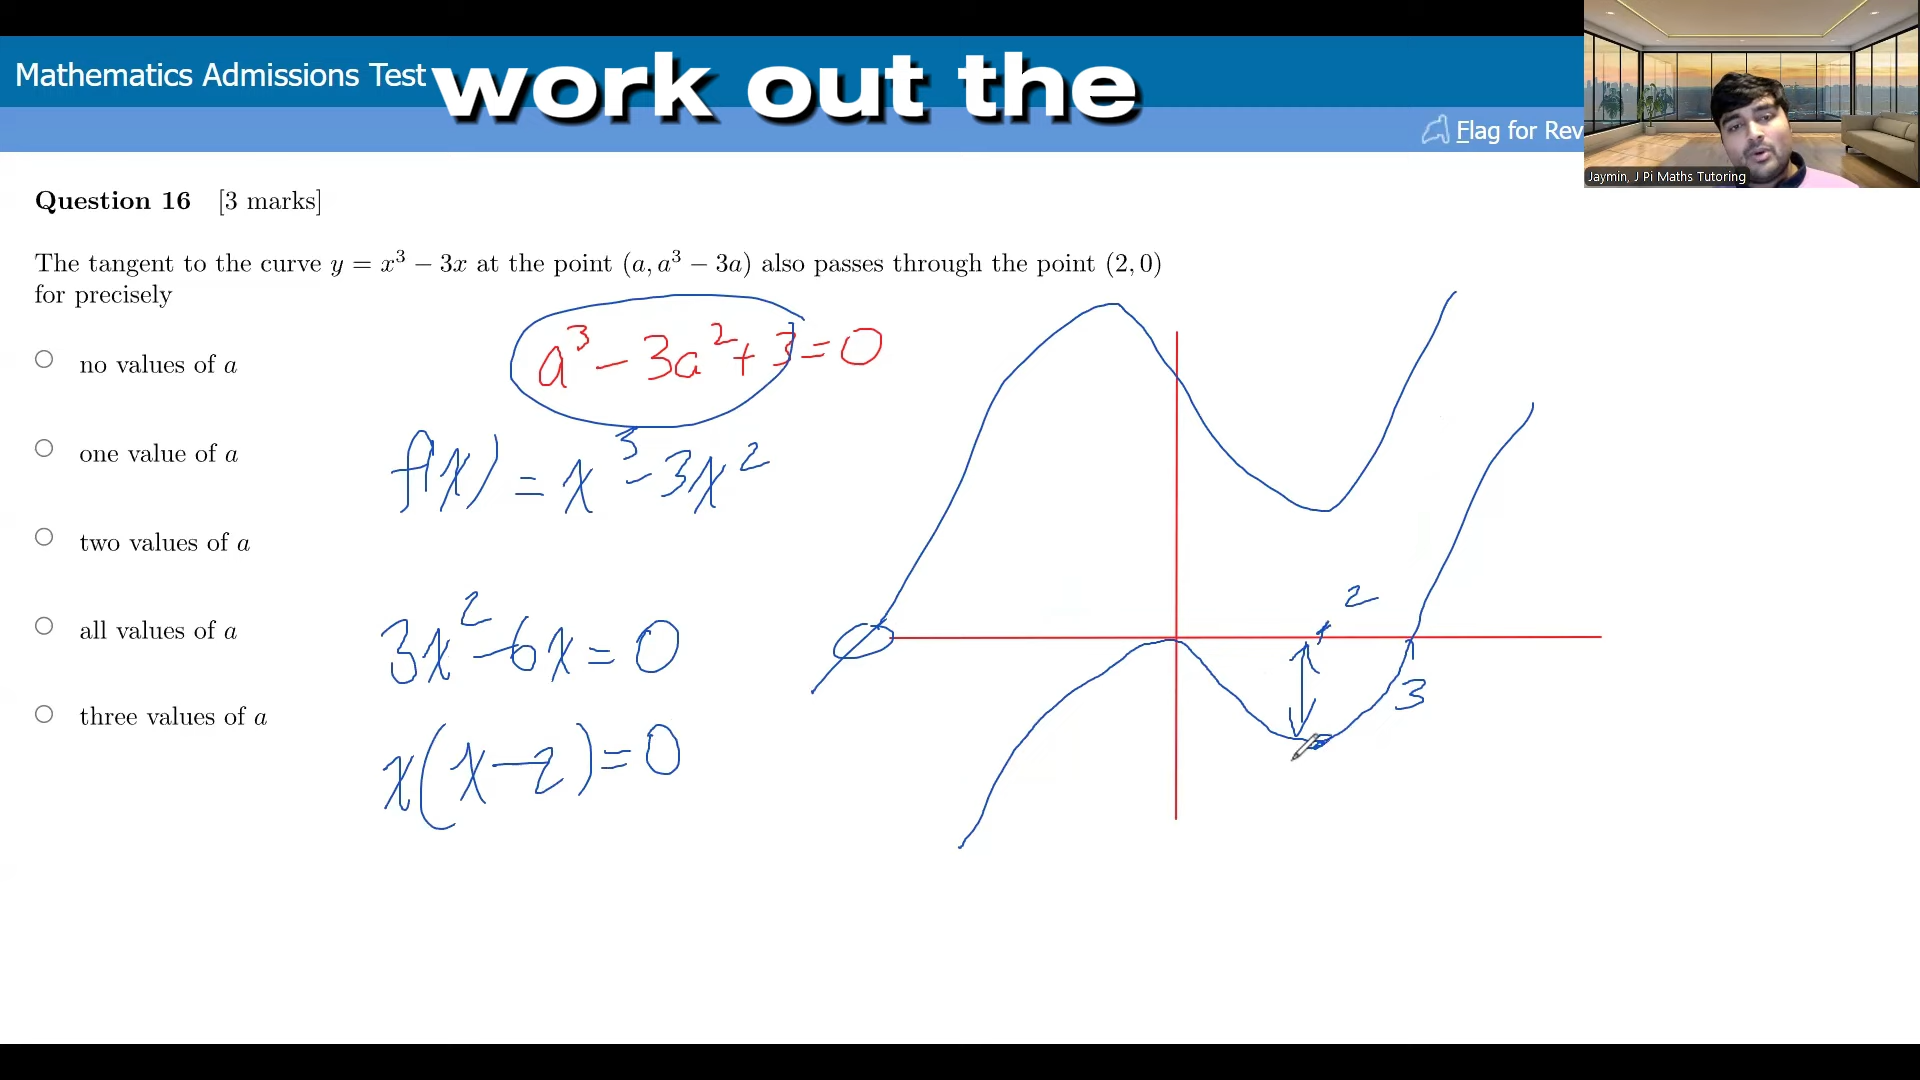 Mathematics Admissions Test
work out the
Flag for Rev
Jaymin, J Pi Maths Tutoring
Question 16 [3 marks]
The tangent to the curve y = x³ − 3x at the point (a, a³ − 3a) also passes through the point (2, 0)
for precisely
no values of a
one value of a
two values of a
all values of a
three values of a
a³ − 3a² + 3 = 0
f(x) = x³ − 3x²
3x² − 6x = 0
x(x − 2) = 0
2
3